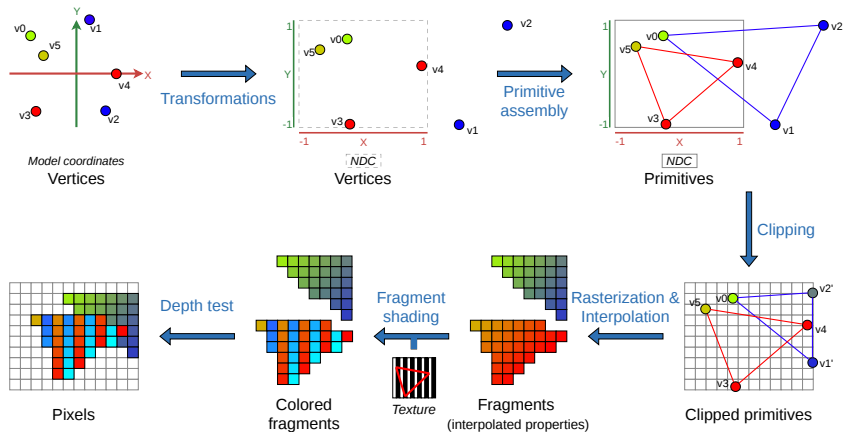 Y
v0
v1
v5
X
v4
v3
v2
Model coordinates
Vertices
Transformations
1
v2
v0
v5
Y
v4
v3
-1
v1
-1
X
1
NDC
Vertices
Primitive
assembly
1
v0
v2
v5
Y
v4
v3
-1
v1
-1
X
1
NDC
Primitives
Clipping
v5
v0
v2'
v4
v1'
v3
Clipped primitives
Rasterization &
Interpolation
Fragments
(interpolated properties)
Fragment
shading
Texture
Colored
fragments
Depth test
Pixels